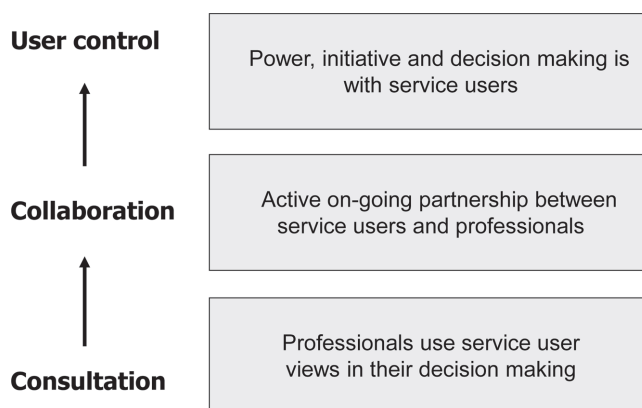 User control
Power, initiative and decision making is
with service users
Collaboration
Active on-going partnership between
service users and professionals
Professionals use service user
views in their decision making
Consultation